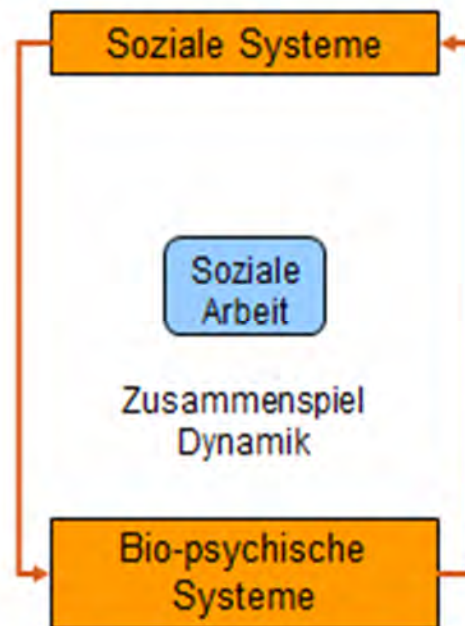 Soziale Systeme
Soziale
Arbeit
Zusammenspiel
Dynamik
Bio-psychische
Systeme